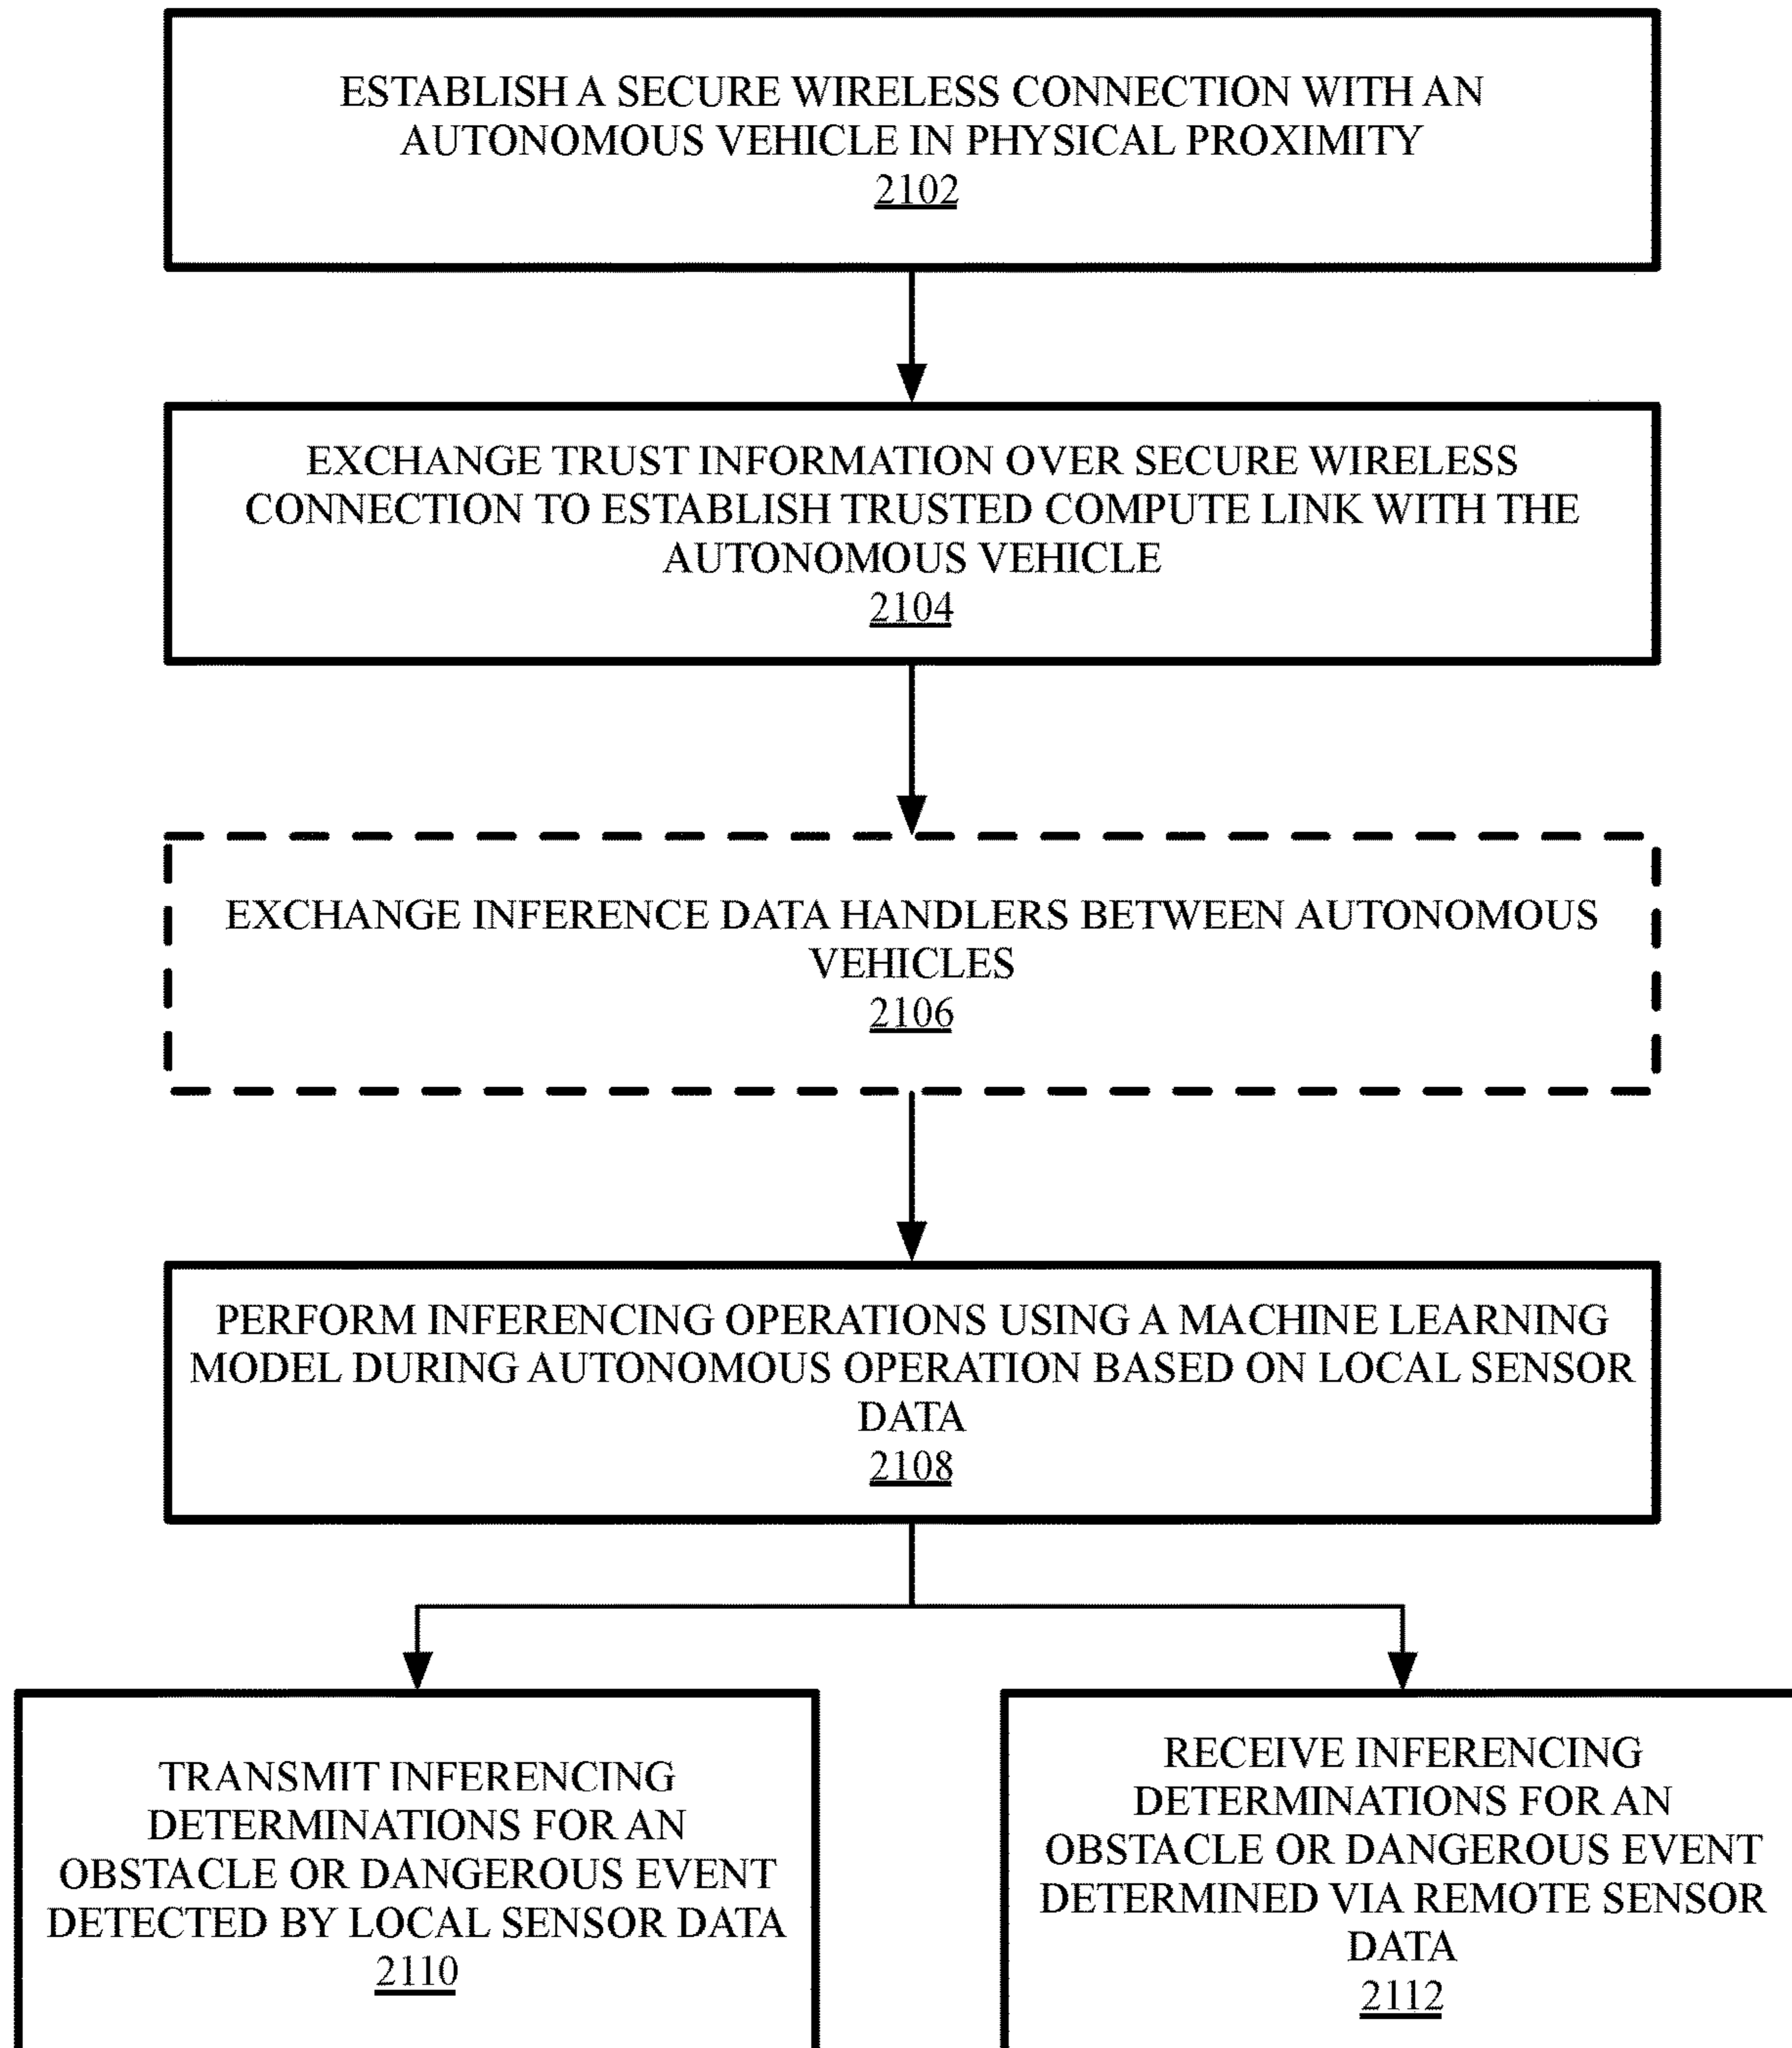 ESTABLISH A SECURE WIRELESS CONNECTION WITH AN
AUTONOMOUS VEHICLE IN PHYSICAL PROXIMITY
2102
EXCHANGE TRUST INFORMATION OVER SECURE WIRELESS
CONNECTION TO ESTABLISH TRUSTED COMPUTE LINK WITH THE
AUTONOMOUS VEHICLE
2104
EXCHANGE INFERENCE DATA HANDLERS BETWEEN AUTONOMOUS
VEHICLES
2106
PERFORM INFERENCING OPERATIONS USING A MACHINE LEARNING
MODEL DURING AUTONOMOUS OPERATION BASED ON LOCAL SENSOR
DATA
2108
TRANSMIT INFERENCING
DETERMINATIONS FOR AN
OBSTACLE OR DANGEROUS EVENT
DETECTED BY LOCAL SENSOR DATA
2110
RECEIVE INFERENCING
DETERMINATIONS FOR AN
OBSTACLE OR DANGEROUS EVENT
DETERMINED VIA REMOTE SENSOR
DATA
2112